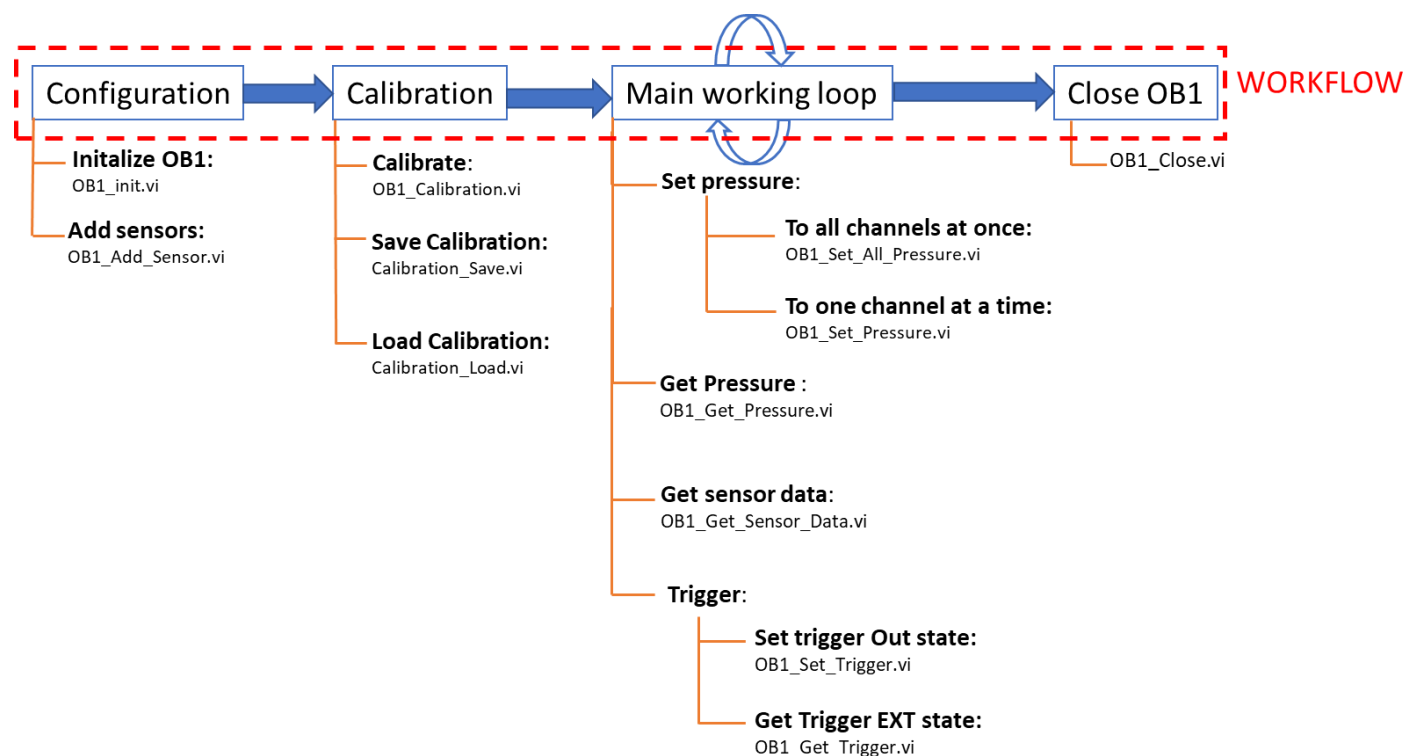 Configuration
Calibration
Main working loop
Close OB1
WORKFLOW
Initalize OB1:
OB1_init.vi
Add sensors:
OB1_Add_Sensor.vi
Calibrate:
OB1_Calibration.vi
Save Calibration:
Calibration_Save.vi
Load Calibration:
Calibration_Load.vi
Set pressure:
To all channels at once:
OB1_Set_All_Pressure.vi
To one channel at a time:
OB1_Set_Pressure.vi
Get Pressure :
OB1_Get_Pressure.vi
Get sensor data:
OB1_Get_Sensor_Data.vi
Trigger:
Set trigger Out state:
OB1_Set_Trigger.vi
Get Trigger EXT state:
OB1_Get_Trigger.vi
OB1_Close.vi